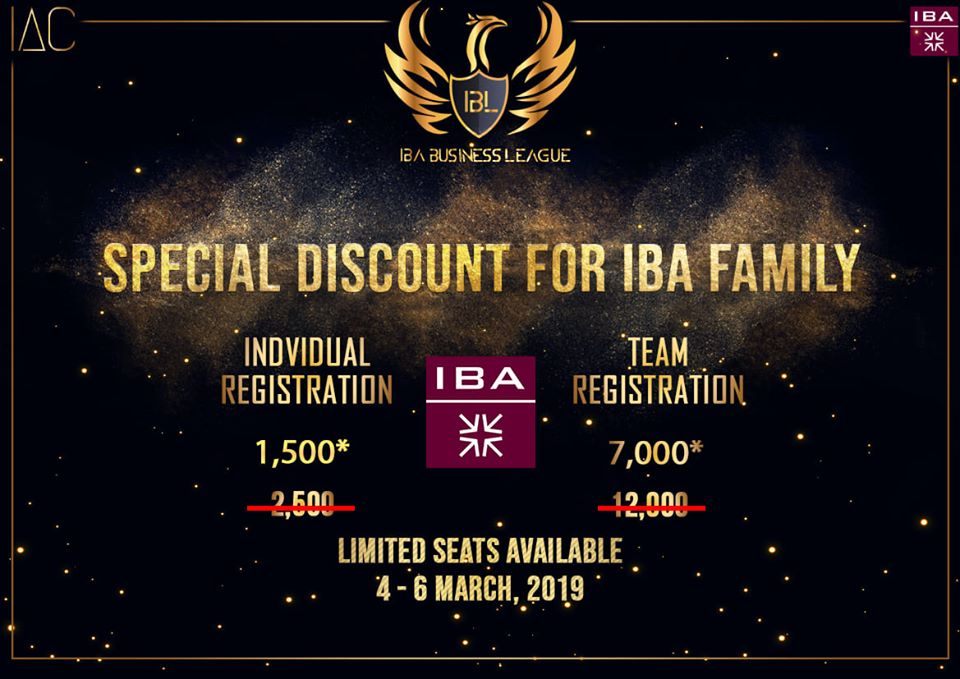 IAC
IBA
IBL
IBA BUSINESS LEAGUE
SPECIAL DISCOUNT FOR IBA FAMILY
INDVIDUAL
REGISTRATION
1,500*
2,500
IBA
TEAM
REGISTRATION
7,000*
12,000
LIMITED SEATS AVAILABLE
4 - 6 MARCH, 2019